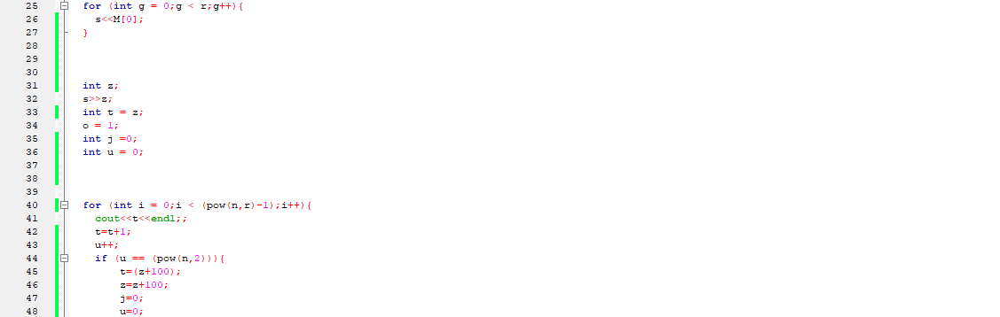 25 for (int g = 0;g < r;g++){
26 s<<M[0];
27 }
28
29
30
31 int z;
32 s>>z;
33 int t = z;
34 o = 1;
35 int j =0;
36 int u = 0;
37
38
39
40 for (int i = 0;i < (pow(n,r)-1);i++){
41 cout<<t<<endl;;
42 t=t+1;
43 u++;
44 if (u == (pow(n,2))){
45 t=(z+100);
46 z=z+100;
47 j=0;
48 u=0;